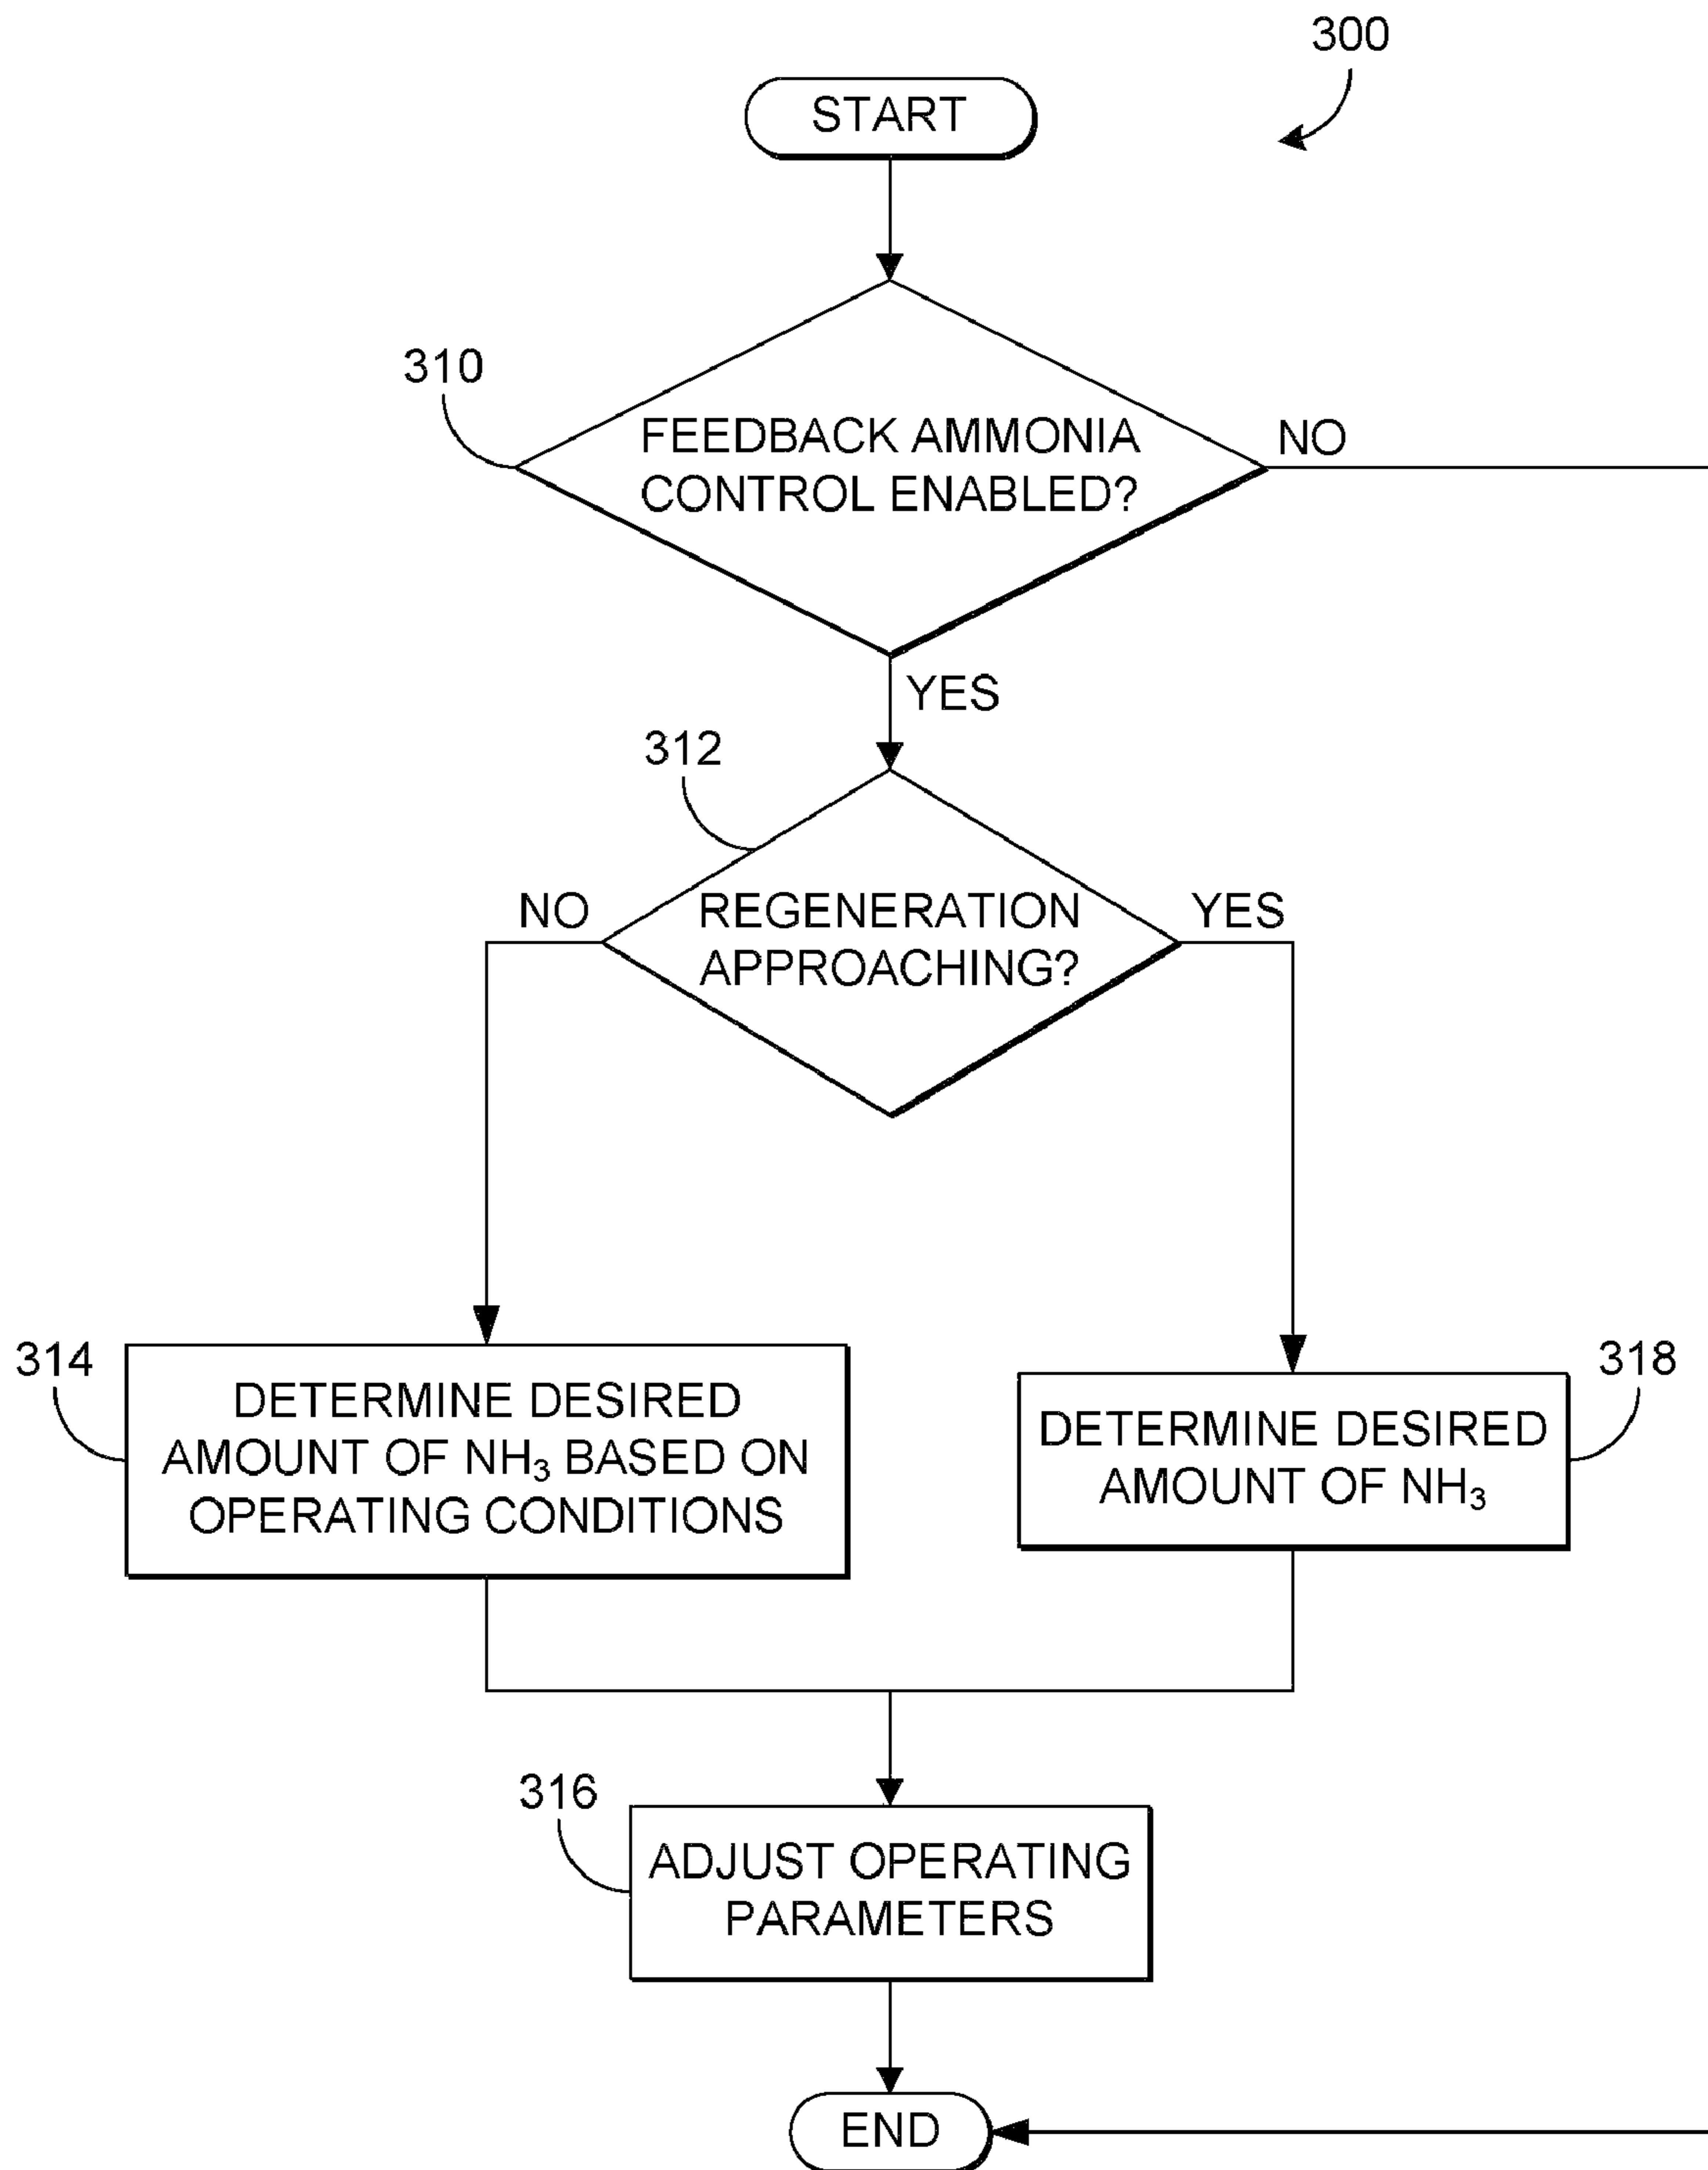 300
START
310
FEEDBACK AMMONIA
CONTROL ENABLED?
NO
YES
312
NO
REGENERATION
APPROACHING?
YES
314
DETERMINE DESIRED
AMOUNT OF NH₃ BASED ON
OPERATING CONDITIONS
318
DETERMINE DESIRED
AMOUNT OF NH₃
316
ADJUST OPERATING
PARAMETERS
END